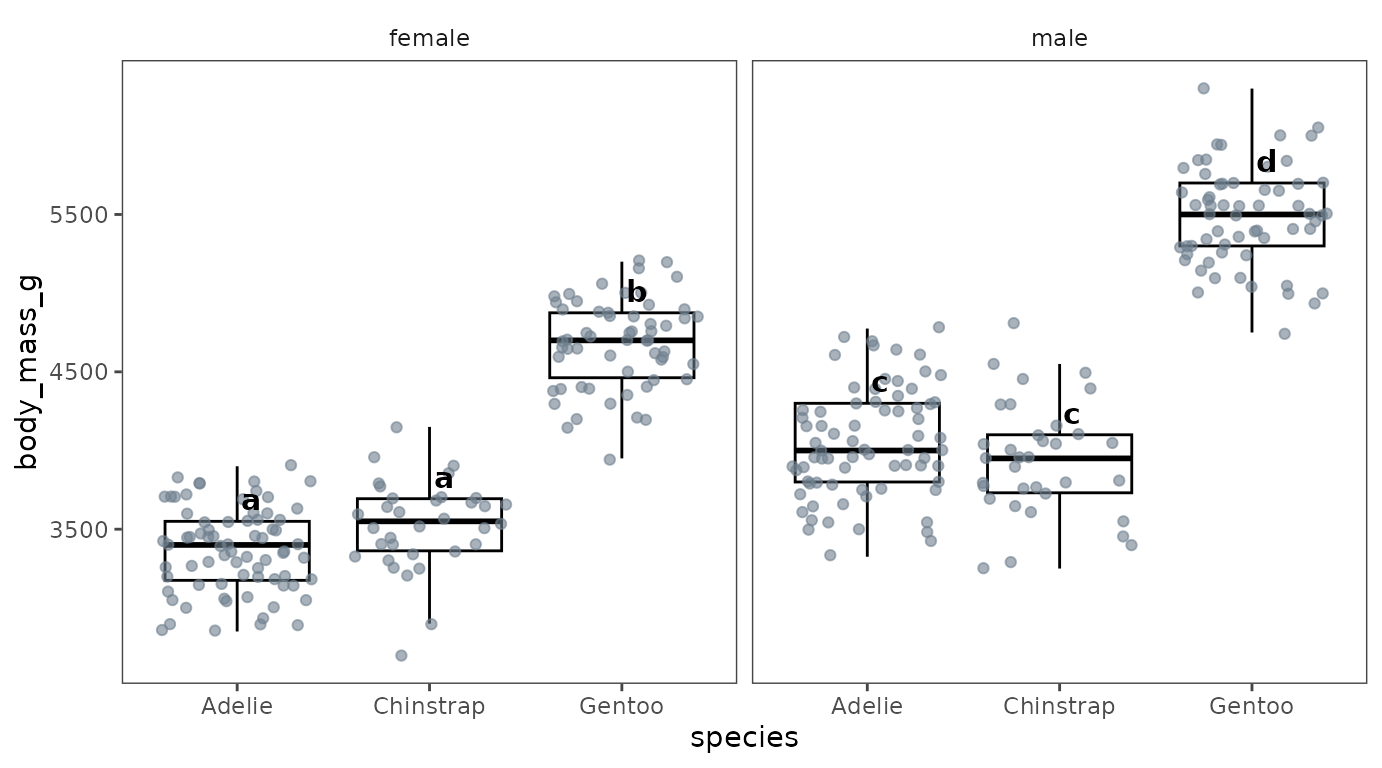 female
male
body_mass_g
5500
4500
3500
a
a
b
c
c
d
Adelie
Chinstrap
Gentoo
Adelie
Chinstrap
Gentoo
species